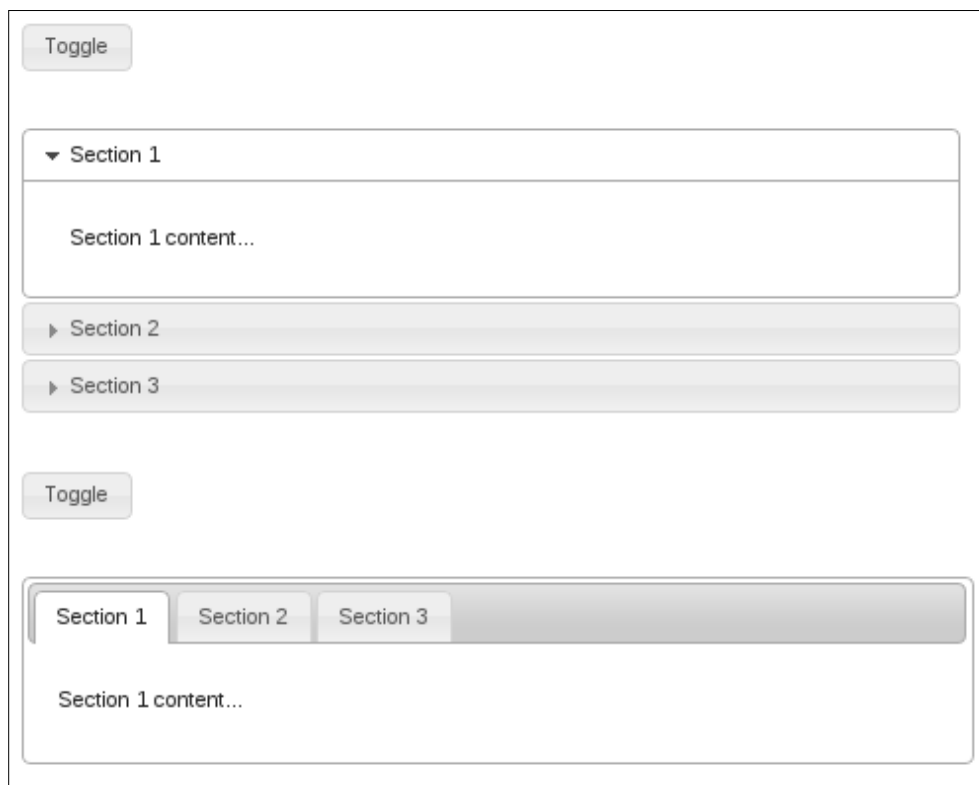 Toggle
Section 1
Section 1 content...
Section 2
Section 3
Toggle
Section 1 Section 2 Section 3
Section 1 content...